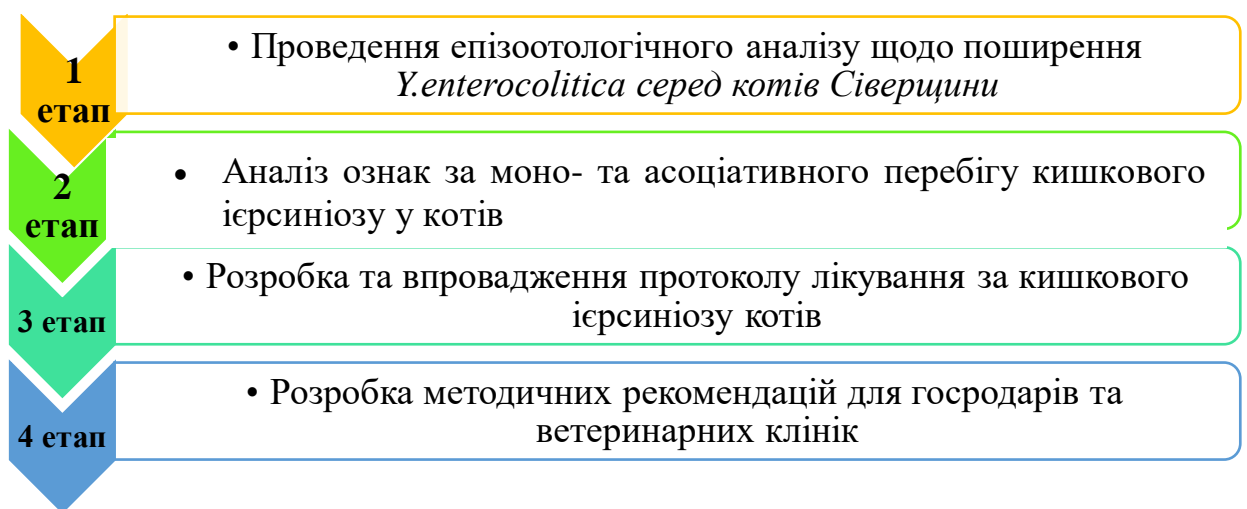 1
етап
• Проведення епізоотологічного аналізу щодо поширення
Y.enterocolitica серед котів Сіверщини
2
етап
• Аналіз ознак за моно- та асоціативного перебігу кишкового
ієрсиніозу у котів
3 етап
• Розробка та впровадження протоколу лікування за кишкового
ієрсиніозу котів
4 етап
• Розробка методичних рекомендацій для госродарів та
ветеринарних клінік